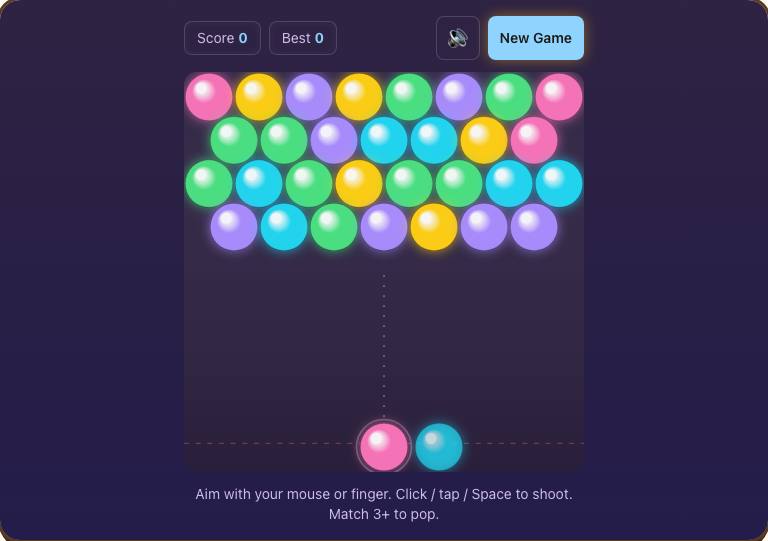 Score 0
Best 0
New Game
Aim with your mouse or finger. Click / tap / Space to shoot.
Match 3+ to pop.